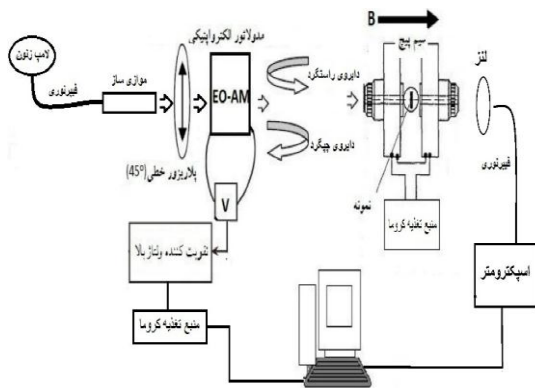 لامپ زنون
فیبرنوری
موازی ساز
پلاریزور خطی(45°)
مدولاتور الکترواپتیکی
EO-AM
V
دایروی راستگرد
دایروی چپگرد
B
سیم پیچ
لنز
فیبرنوری
نمونه
منبع تغذیه کروما
تقویت کننده ولتاژ بالا
منبع تغذیه کروما
اسپکترومتر